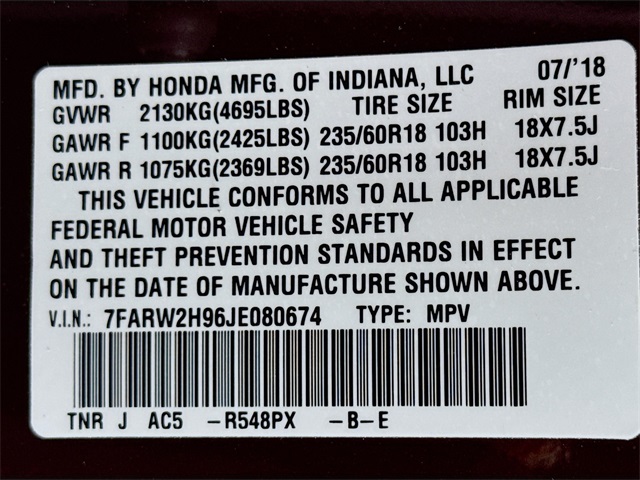 MFD. BY HONDA MFG. OF INDIANA, LLC 07/'18
GVWR 2130KG(4695LBS) TIRE SIZE RIM SIZE
GAWR F 1100KG(2425LBS) 235/60R18 103H 18X7.5J
GAWR R 1075KG(2369LBS) 235/60R18 103H 18X7.5J
THIS VEHICLE CONFORMS TO ALL APPLICABLE
FEDERAL MOTOR VEHICLE SAFETY
AND THEFT PREVENTION STANDARDS IN EFFECT
ON THE DATE OF MANUFACTURE SHOWN ABOVE.
V.I.N.: 7FARW2H96JE080674 TYPE: MPV
TNR J AC5 -R548PX -B-E